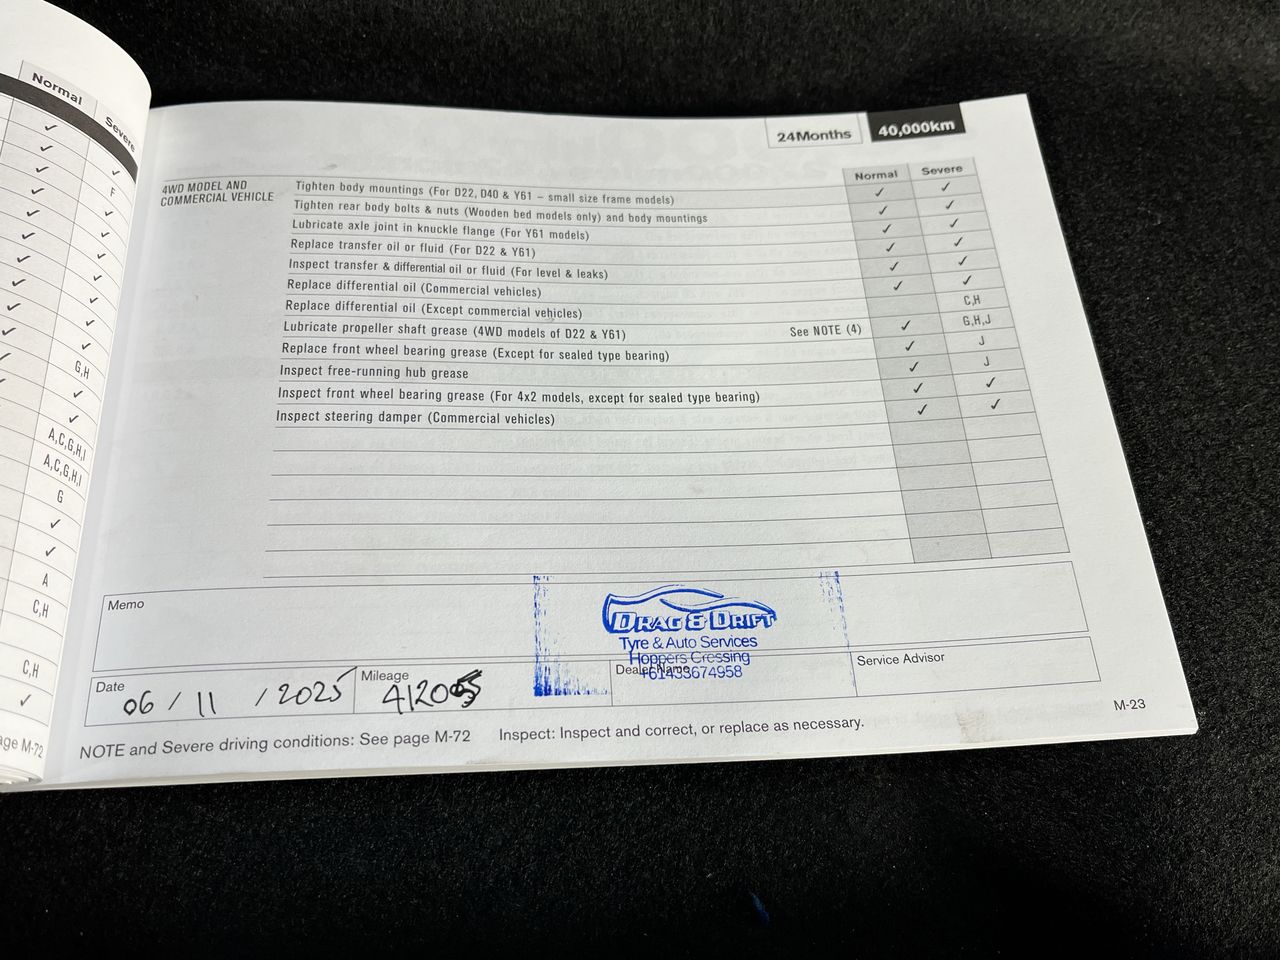 Normal
Severe
F
G,H
A,C,G,H,I
A,C,G,H,I
G
A
C,H
C,H
age M-72
24Months 40,000km
Normal Severe
4WD MODEL AND
COMMERCIAL VEHICLE
Tighten body mountings (For D22, D40 & Y61 – small size frame models) ✓ ✓
Tighten rear body bolts & nuts (Wooden bed models only) and body mountings ✓ ✓
Lubricate axle joint in knuckle flange (For Y61 models) ✓ ✓
Replace transfer oil or fluid (For D22 & Y61) ✓ ✓
Inspect transfer & differential oil or fluid (For level & leaks) ✓ ✓
Replace differential oil (Commercial vehicles) ✓ ✓
Replace differential oil (Except commercial vehicles) C,H
Lubricate propeller shaft grease (4WD models of D22 & Y61) See NOTE (4) ✓ G,H,J
Replace front wheel bearing grease (Except for sealed type bearing) ✓ J
Inspect free-running hub grease ✓ J
Inspect front wheel bearing grease (For 4x2 models, except for sealed type bearing) ✓ ✓
Inspect steering damper (Commercial vehicles) ✓ ✓
Memo
DRAG & DRIFT
Tyre & Auto Services
Hoppers Crossing
+61433674958
Date 06 / 11 / 2025
Mileage
Dealer Name
Service Advisor
NOTE and Severe driving conditions: See page M-72 Inspect: Inspect and correct, or replace as necessary.
M-23